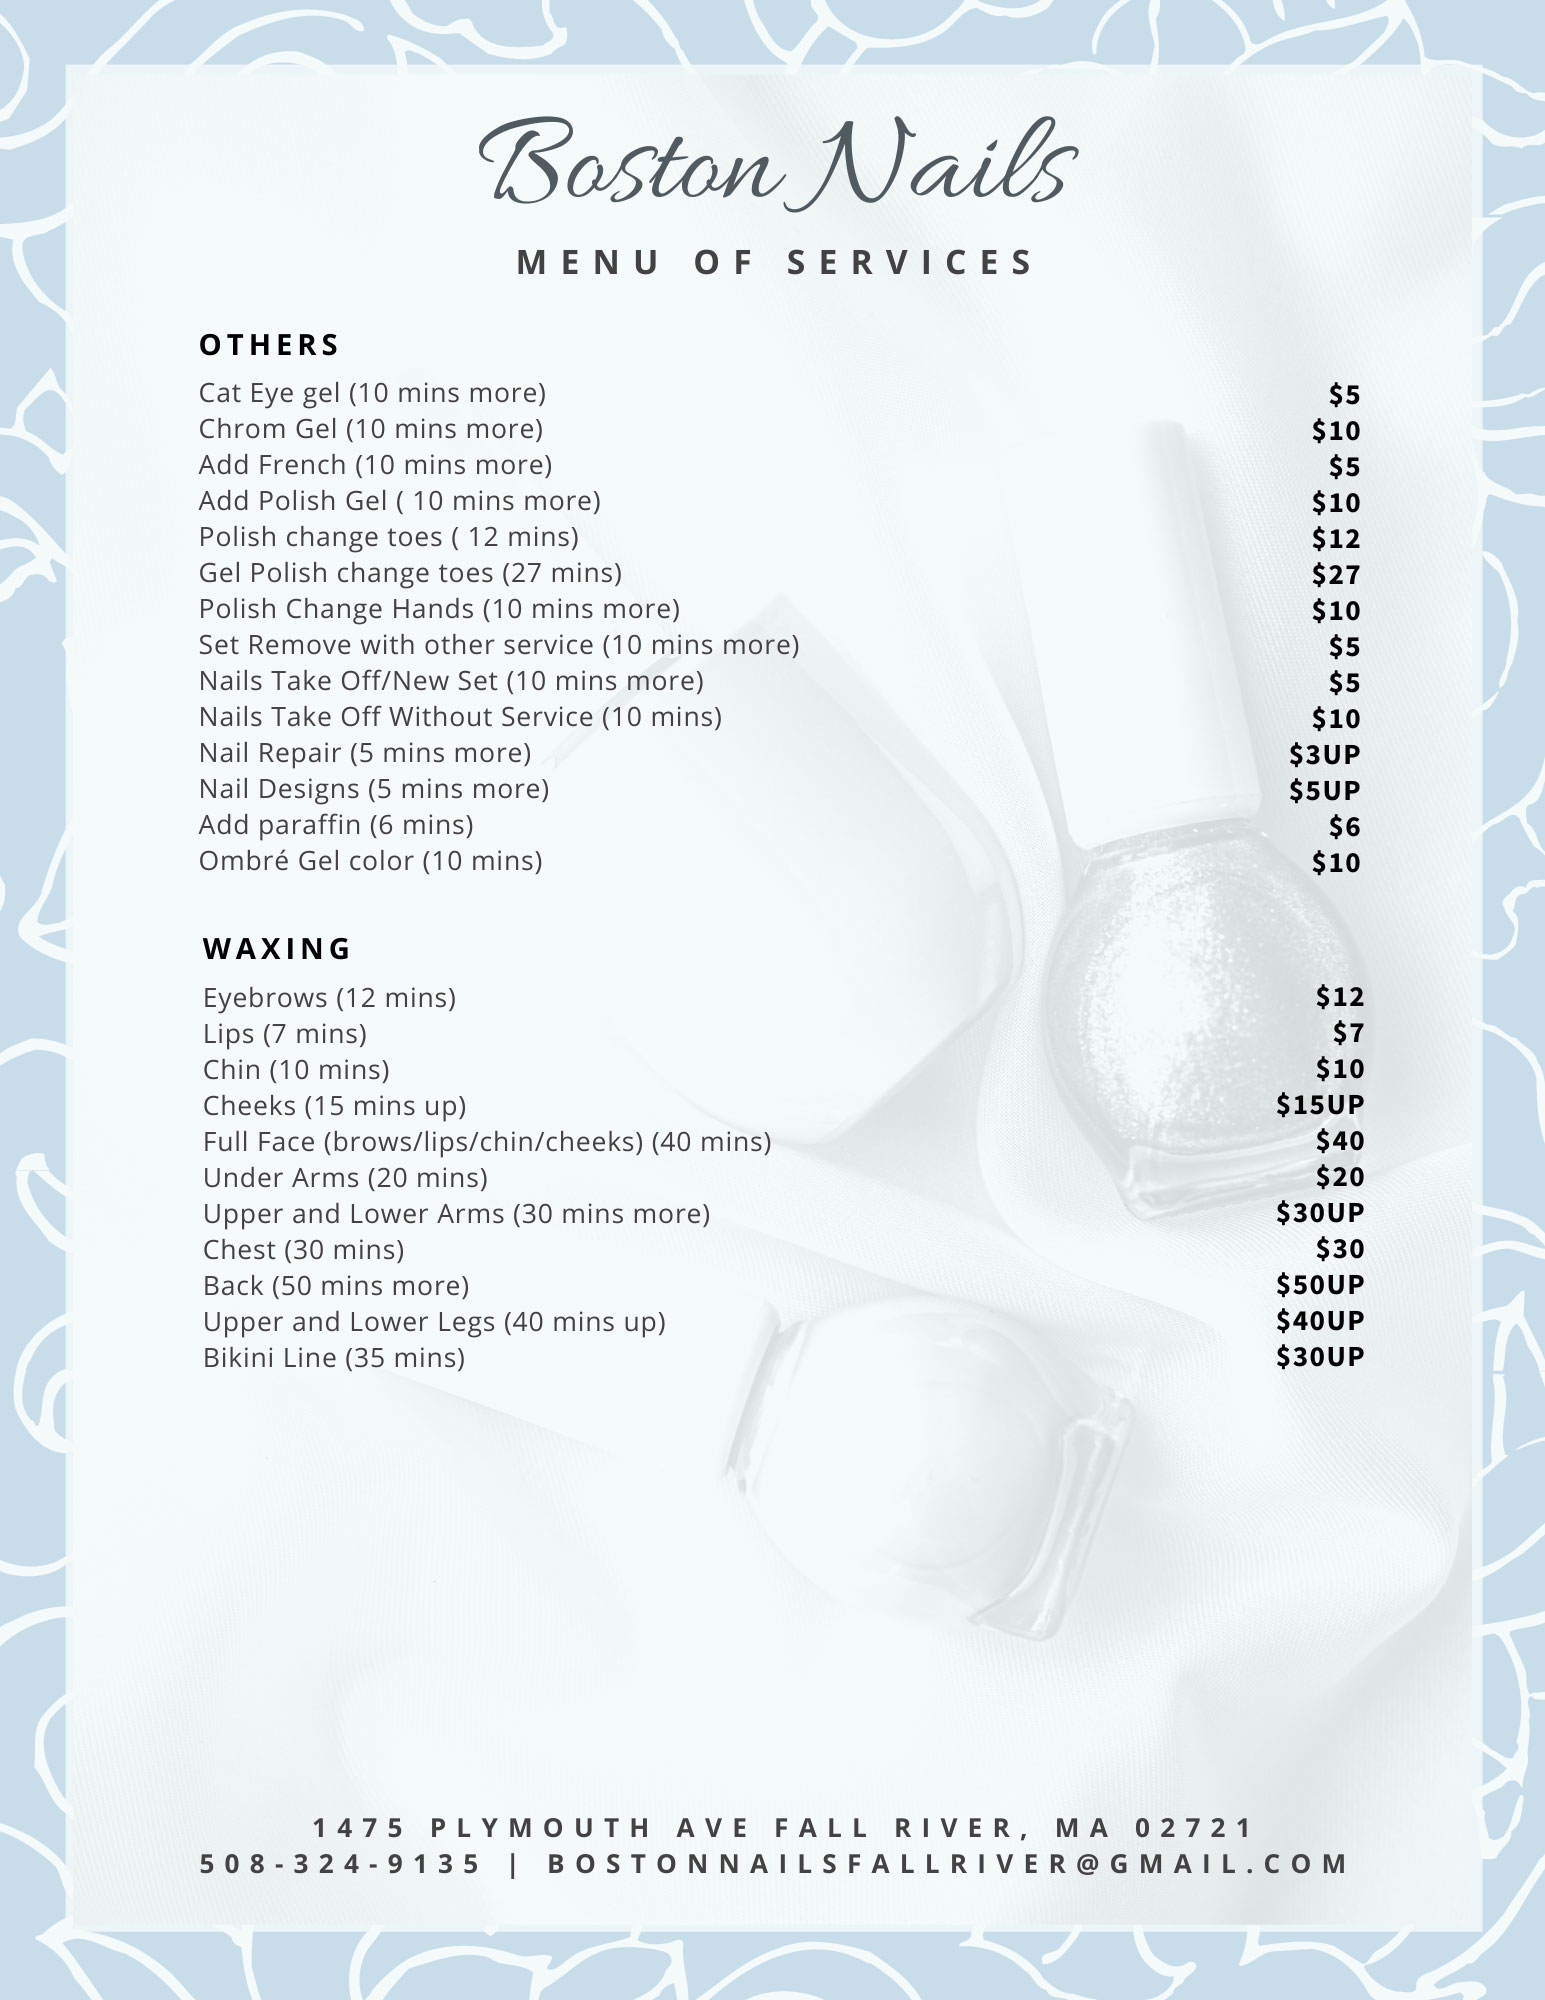 Boston Nails
MENU OF SERVICES
OTHERS
Cat Eye gel (10 mins more) $5
Chrom Gel (10 mins more) $10
Add French (10 mins more) $5
Add Polish Gel ( 10 mins more) $10
Polish change toes ( 12 mins) $12
Gel Polish change toes (27 mins) $27
Polish Change Hands (10 mins more) $10
Set Remove with other service (10 mins more) $5
Nails Take Off/New Set (10 mins more) $5
Nails Take Off Without Service (10 mins) $10
Nail Repair (5 mins more) $3UP
Nail Designs (5 mins more) $5UP
Add paraffin (6 mins) $6
Ombré Gel color (10 mins) $10
WAXING
Eyebrows (12 mins) $12
Lips (7 mins) $7
Chin (10 mins) $10
Cheeks (15 mins up) $15UP
Full Face (brows/lips/chin/cheeks) (40 mins) $40
Under Arms (20 mins) $20
Upper and Lower Arms (30 mins more) $30UP
Chest (30 mins) $30
Back (50 mins more) $50UP
Upper and Lower Legs (40 mins up) $40UP
Bikini Line (35 mins) $30UP
1475 PLYMOUTH AVE FALL RIVER, MA 02721
508-324-9135 | BOSTONNAILSFALLRIVER@GMAIL.COM